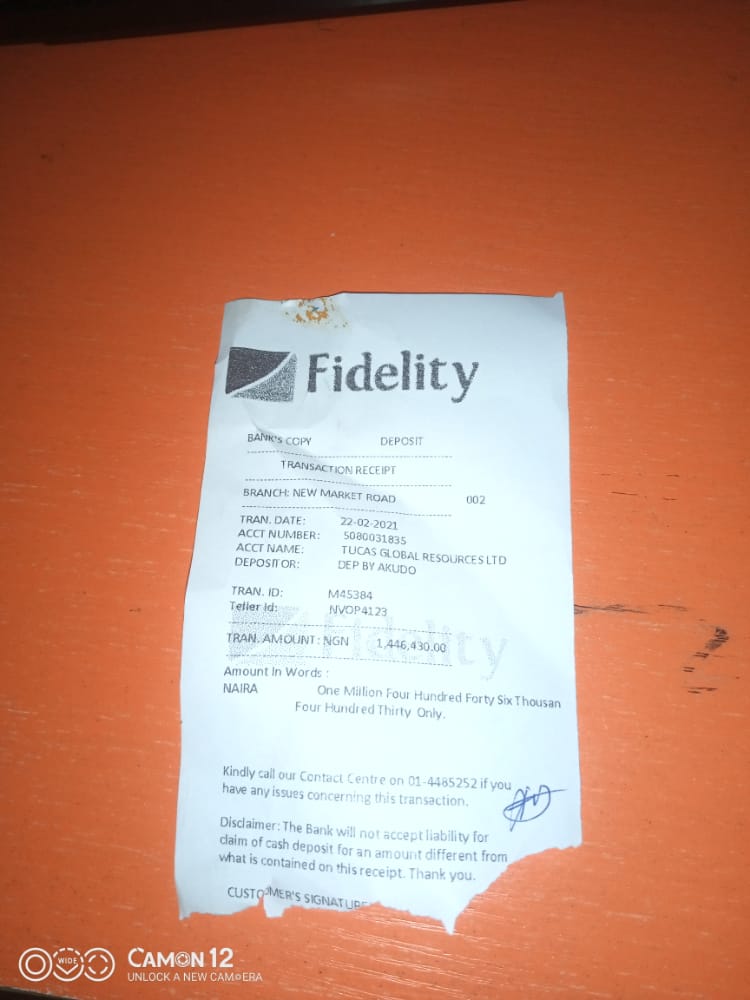 Fidelity
BANK'S COPY DEPOSIT
TRANSACTION RECEIPT
BRANCH: NEW MARKET ROAD 002
TRAN. DATE: 22-02-2021
ACCT NUMBER: 5080031835
ACCT NAME: TUCAS GLOBAL RESOURCES LTD
DEPOSITOR: DEP BY AKUDO
TRAN. ID: M45384
Teller Id: NVOP4123
Fidelity
TRAN. AMOUNT: NGN 1,446,430.00
Amount In Words :
NAIRA One Million Four Hundred Forty Six Thousan
Four Hundred Thirty Only.
Kindly call our Contact Centre on 01-4485252 if you
have any issues concerning this transaction.
Disclaimer: The Bank will not accept liability for
claim of cash deposit for an amount different from
what is contained on this receipt. Thank you.
CUSTOMER'S SIGNATURE
WIDE
CAMON 12
UNLOCK A NEW CAMERA